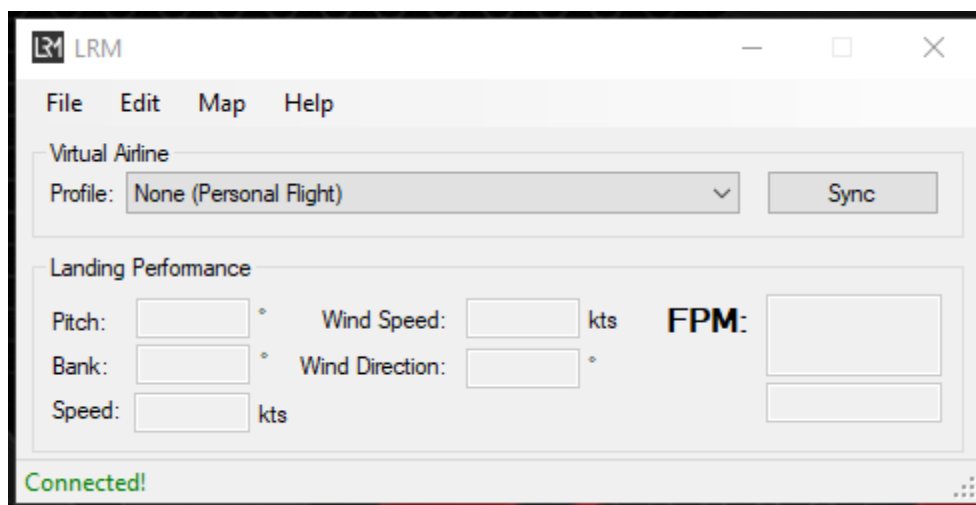 LRM LRM
File Edit Map Help
Virtual Airline
Profile: None (Personal Flight) Sync
Landing Performance
Pitch: ° Wind Speed: kts FPM:
Bank: ° Wind Direction: °
Speed: kts
Connected!